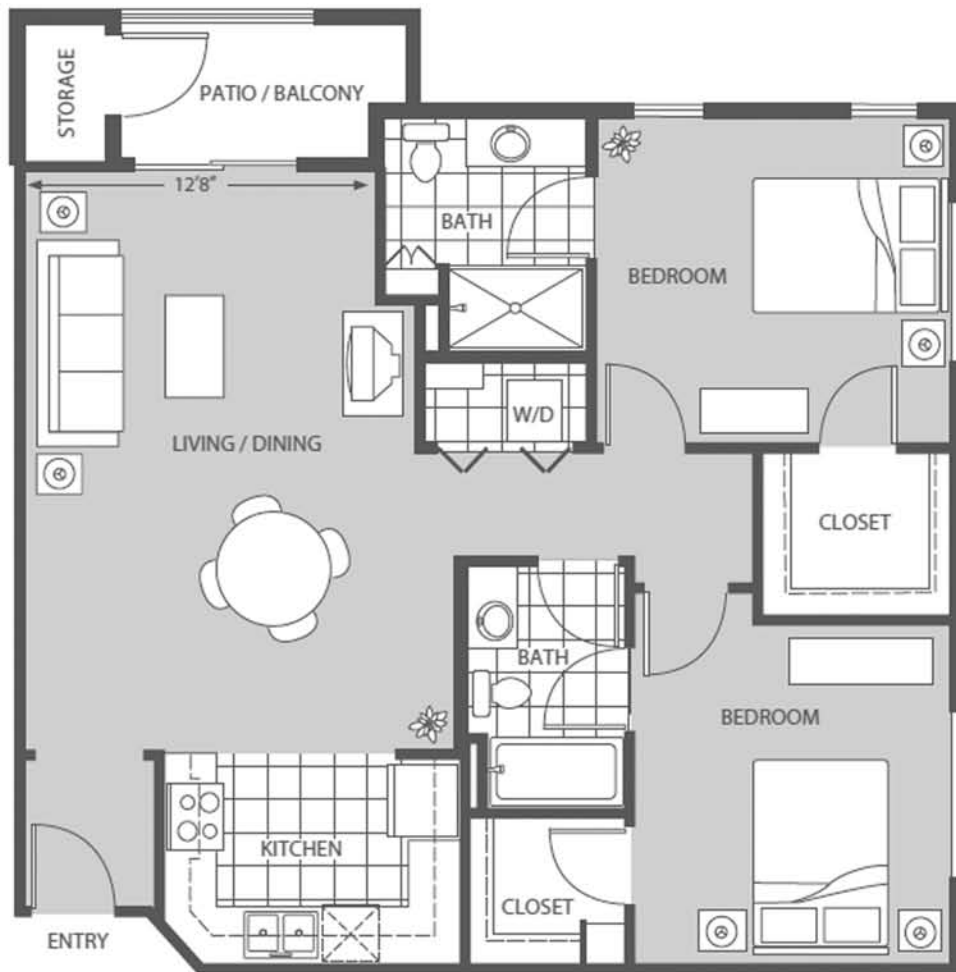 STORAGE
PATIO / BALCONY
12'8"
BATH
BEDROOM
W/D
LIVING / DINING
CLOSET
BATH
BEDROOM
KITCHEN
CLOSET
ENTRY